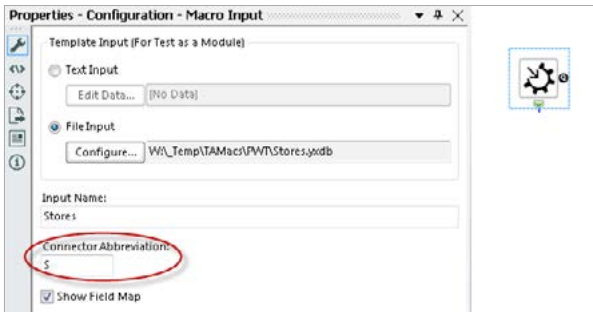 Properties - Configuration - Macro Input
Template Input (For Test as a Module)
Text Input
Edit Data...
(No Data)
File Input
Configure...
W:\_Temp\TAMacs\PWT\Stores.yxdb
Input Name:
Stores
Connector Abbreviation:
S
Show Field Map